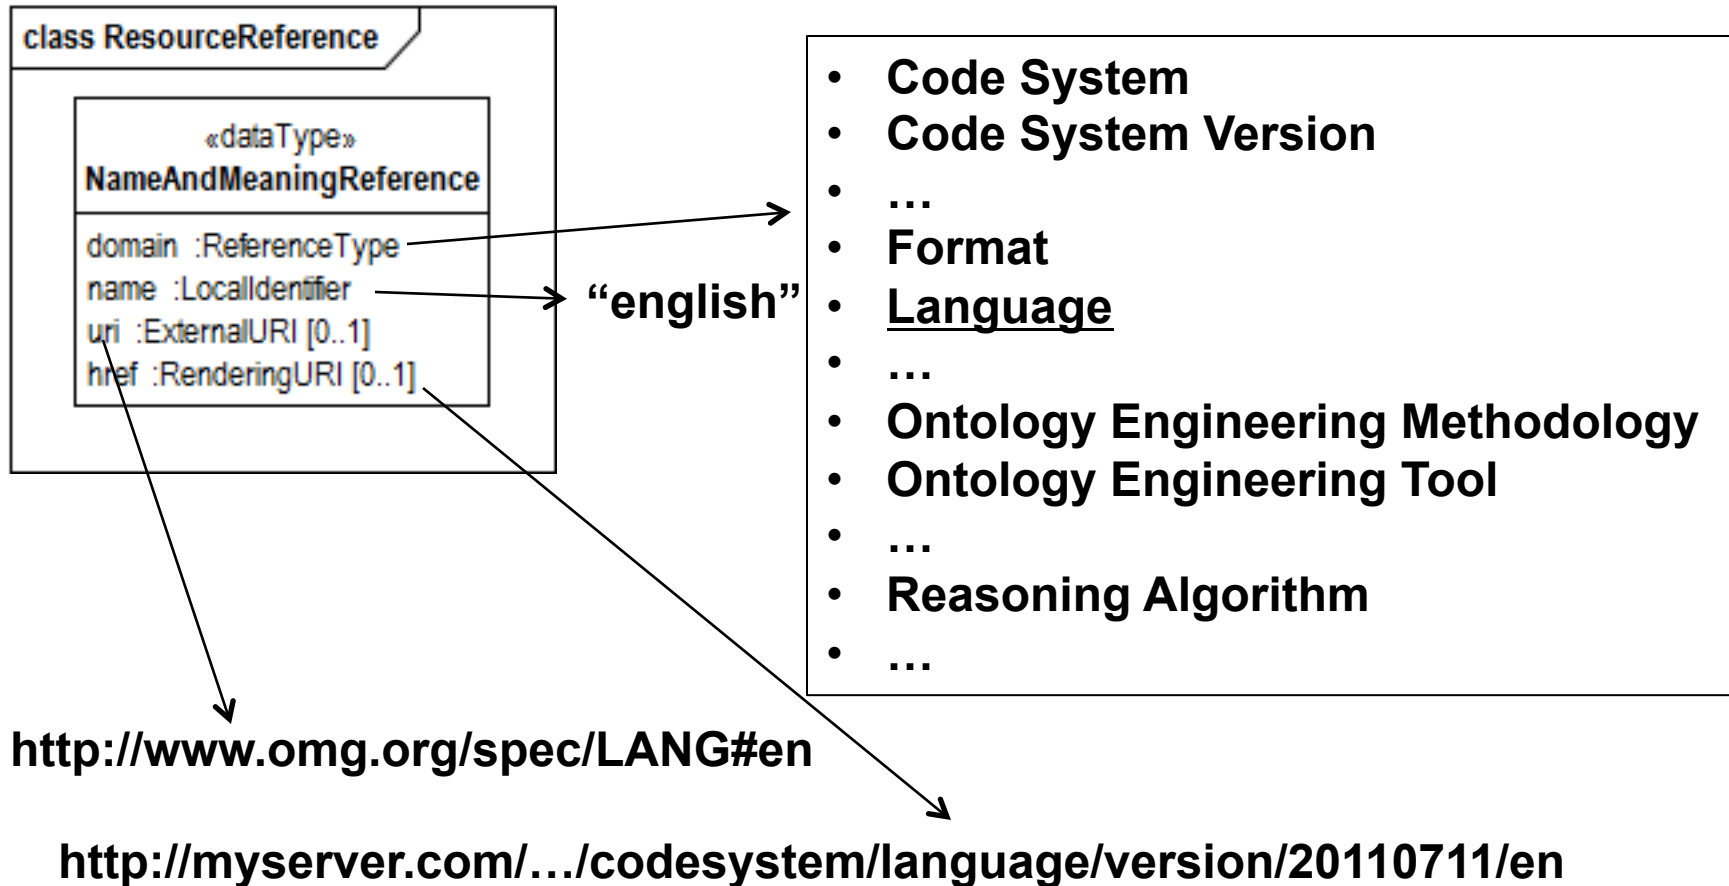 class ResourceReference
«dataType»
NameAndMeaningReference
domain :ReferenceType
name :LocalIdentifier
uri :ExternalURI [0..1]
href :RenderingURI [0..1]
“english”
• Code System
• Code System Version
• …
• Format
• Language
• …
• Ontology Engineering Methodology
• Ontology Engineering Tool
• …
• Reasoning Algorithm
• …
http://www.omg.org/spec/LANG#en
http://myserver.com/…/codesystem/language/version/20110711/en